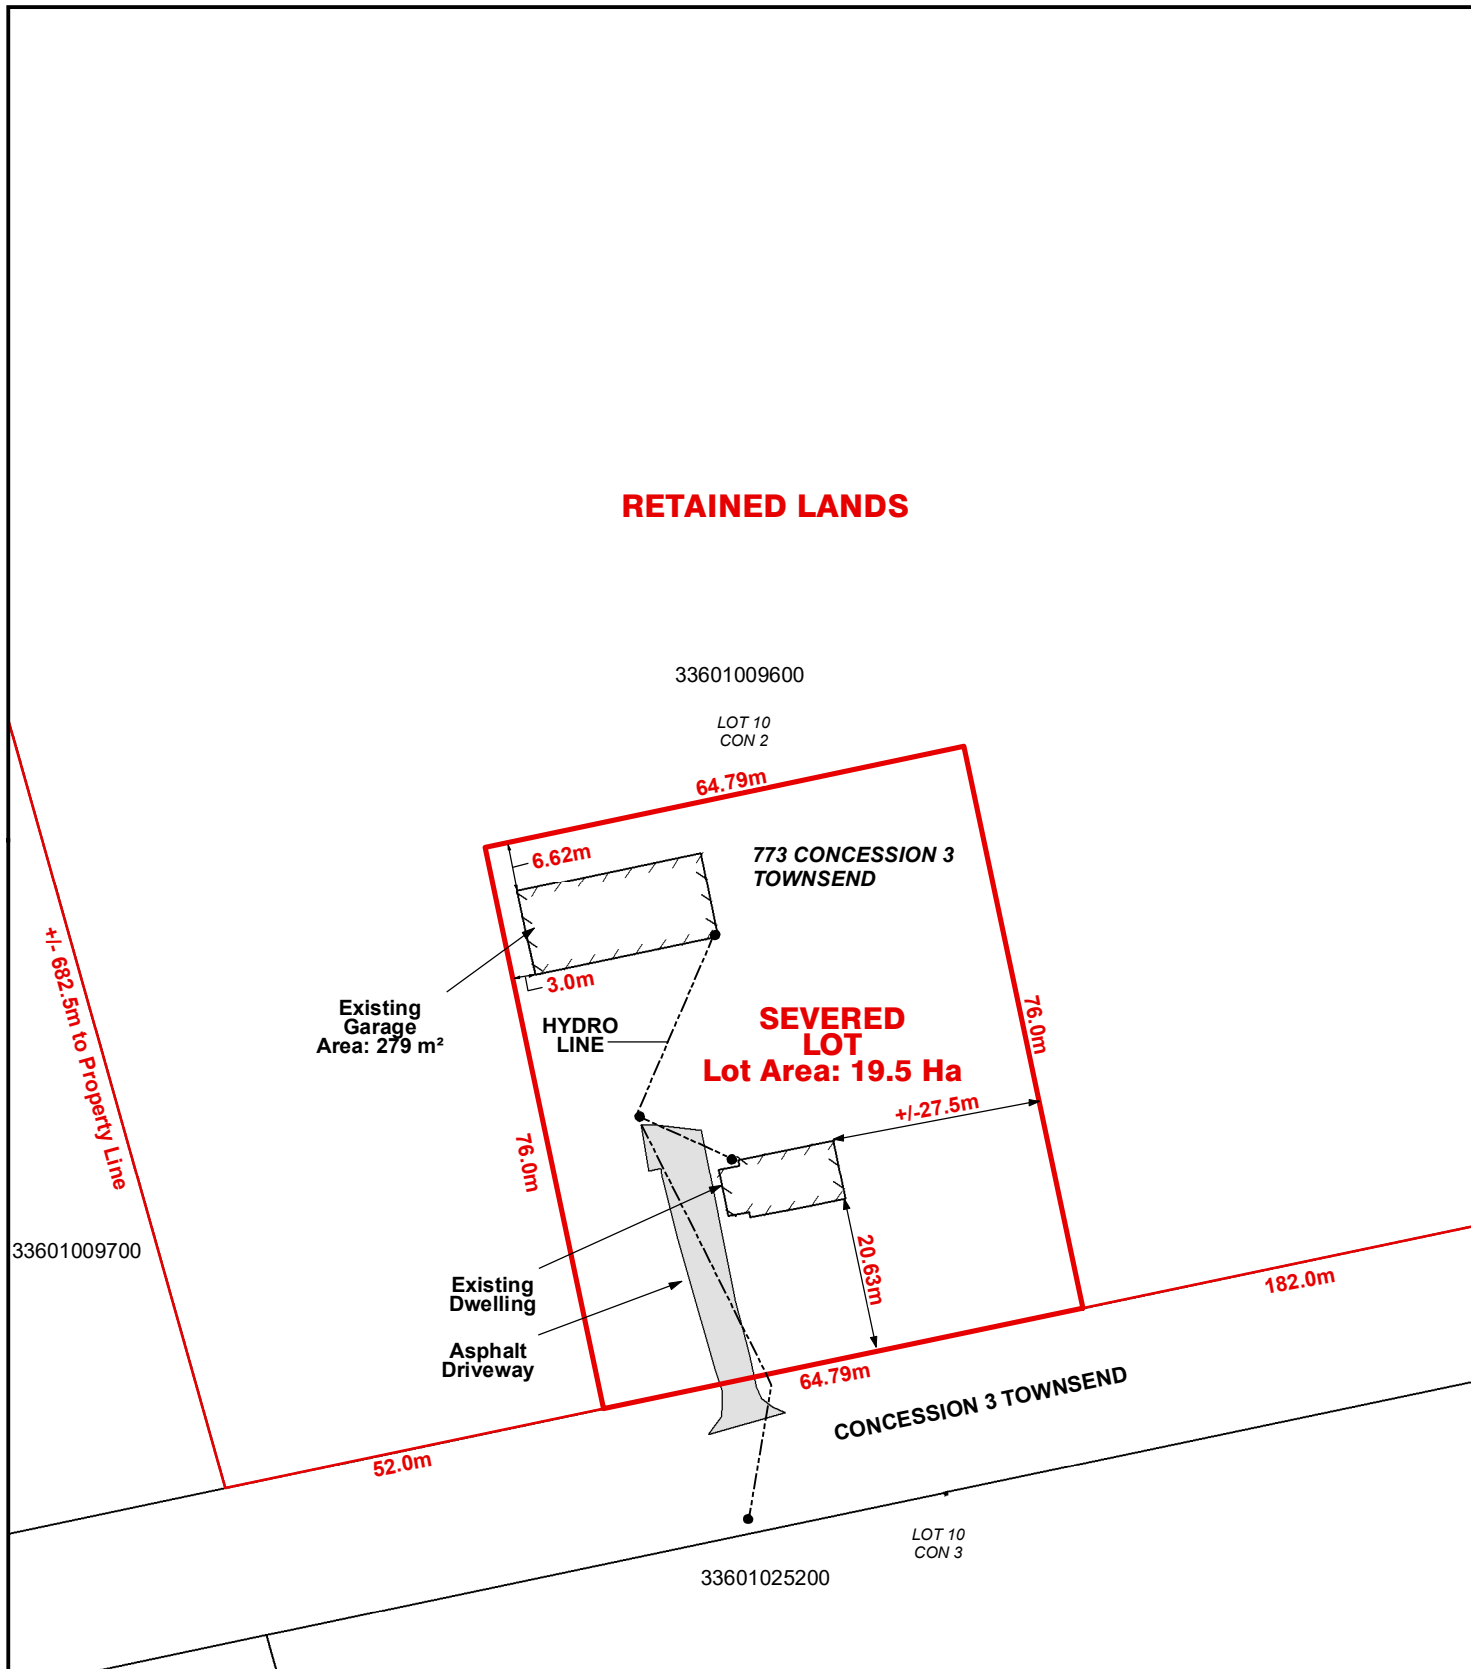 RETAINED LANDS
33601009600
LOT 10
CON 2
64.79m
6.62m
773 CONCESSION 3
TOWNSEND
+/- 682.5m to Property Line
3.0m
Existing
Garage
Area: 279 m²
HYDRO
LINE
SEVERED
LOT
Lot Area: 19.5 Ha
76.0m
+/-27.5m
76.0m
33601009700
20.63m
Existing
Dwelling
182.0m
Asphalt
Driveway
64.79m
CONCESSION 3 TOWNSEND
52.0m
LOT 10
CON 3
33601025200